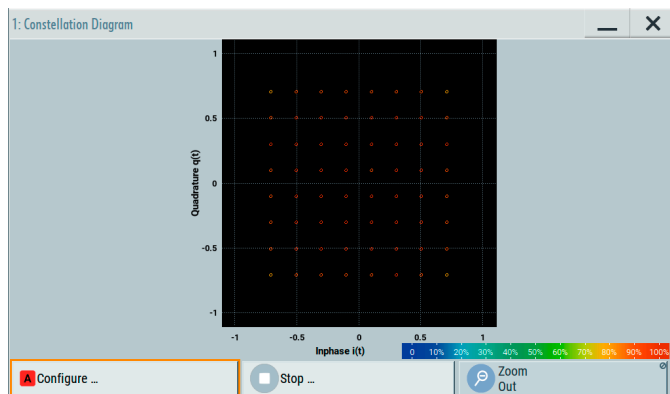 1: Constellation Diagram
1
0.5
0
-0.5
-1
Quadrature q(t)
-1 -0.5 0 0.5 1
Inphase i(t)
0 10% 20% 30% 40% 50% 60% 70% 80% 90% 100%
A Configure ...
Stop ...
Zoom
Out